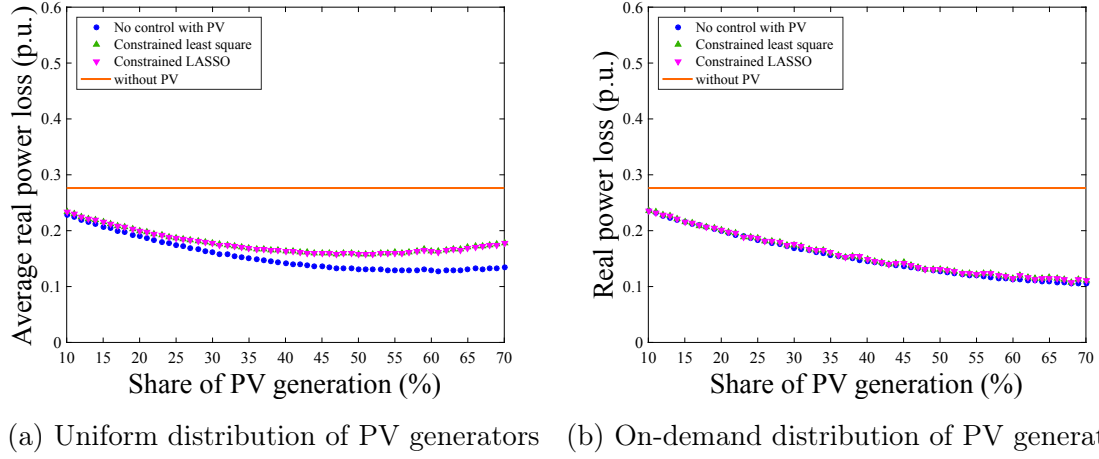 No control with PV
Constrained least square
Constrained LASSO
without PV
0.6
0.5
0.4
0.3
0.2
0.1
0
10 15 20 25 30 35 40 45 50 55 60 65 70
Average real power loss (p.u.)
Share of PV generation (%)
(a) Uniform distribution of PV generators
No control with PV
Constrained least square
Constrained LASSO
without PV
0.6
0.5
0.4
0.3
0.2
0.1
0
10 15 20 25 30 35 40 45 50 55 60 65 70
Real power loss (p.u.)
Share of PV generation (%)
(b) On-demand distribution of PV generat